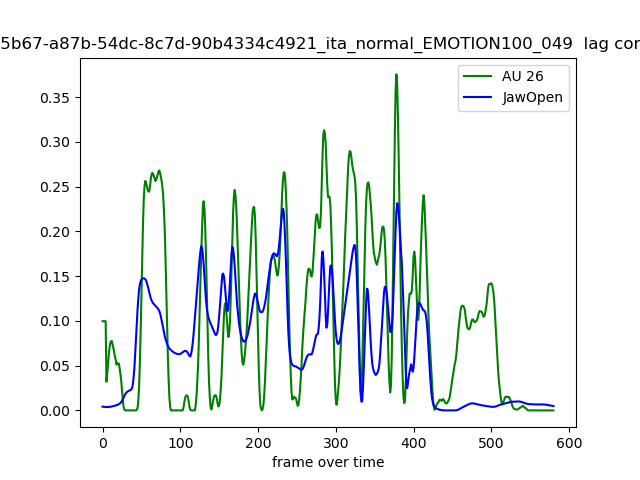 5b67-a87b-54dc-8c7d-90b4334c4921_ita_normal_EMOTION100_049 lag cor
AU 26
JawOpen
0.35
0.30
0.25
0.20
0.15
0.10
0.05
0.00
0 100 200 300 400 500 600
frame over time